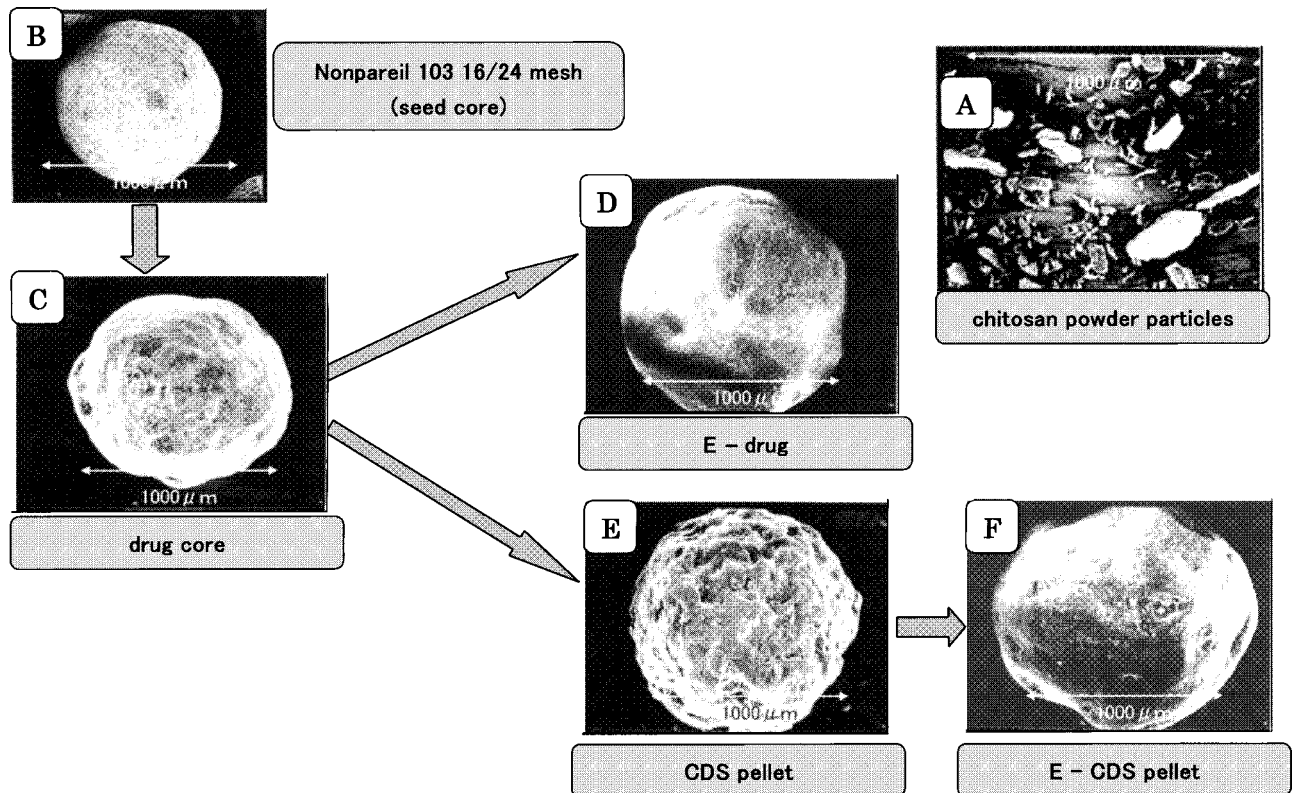 B
1000 μm
Nonpareil 103 16/24 mesh
(seed core)
A
1000 μm
chitosan powder particles
C
1000 μm
drug core
D
1000 μm
E – drug
E
1000 μm
CDS pellet
F
1000 μm
E – CDS pellet